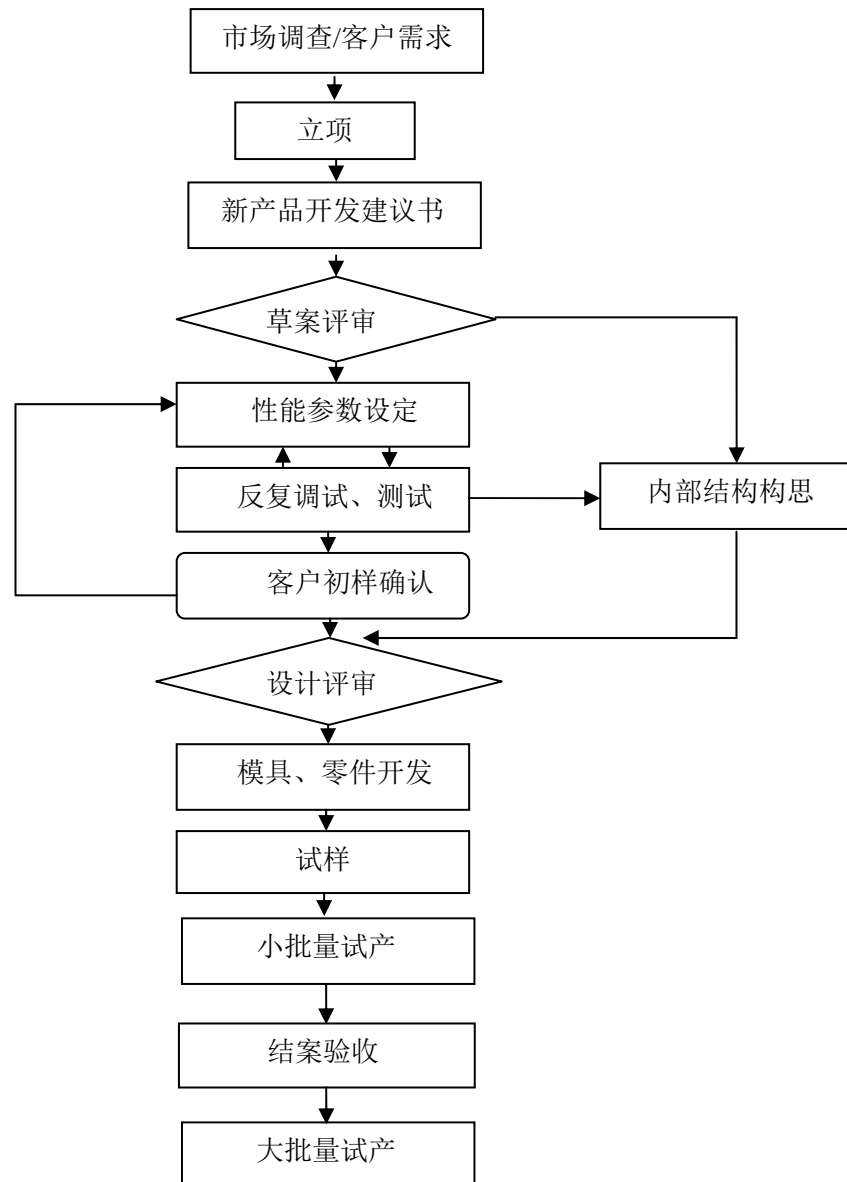 市场调查/客户需求
立项
新产品开发建议书
草案评审
性能参数设定
反复调试、测试
内部结构构思
客户初样确认
设计评审
模具、零件开发
试样
小批量试产
结案验收
大批量试产